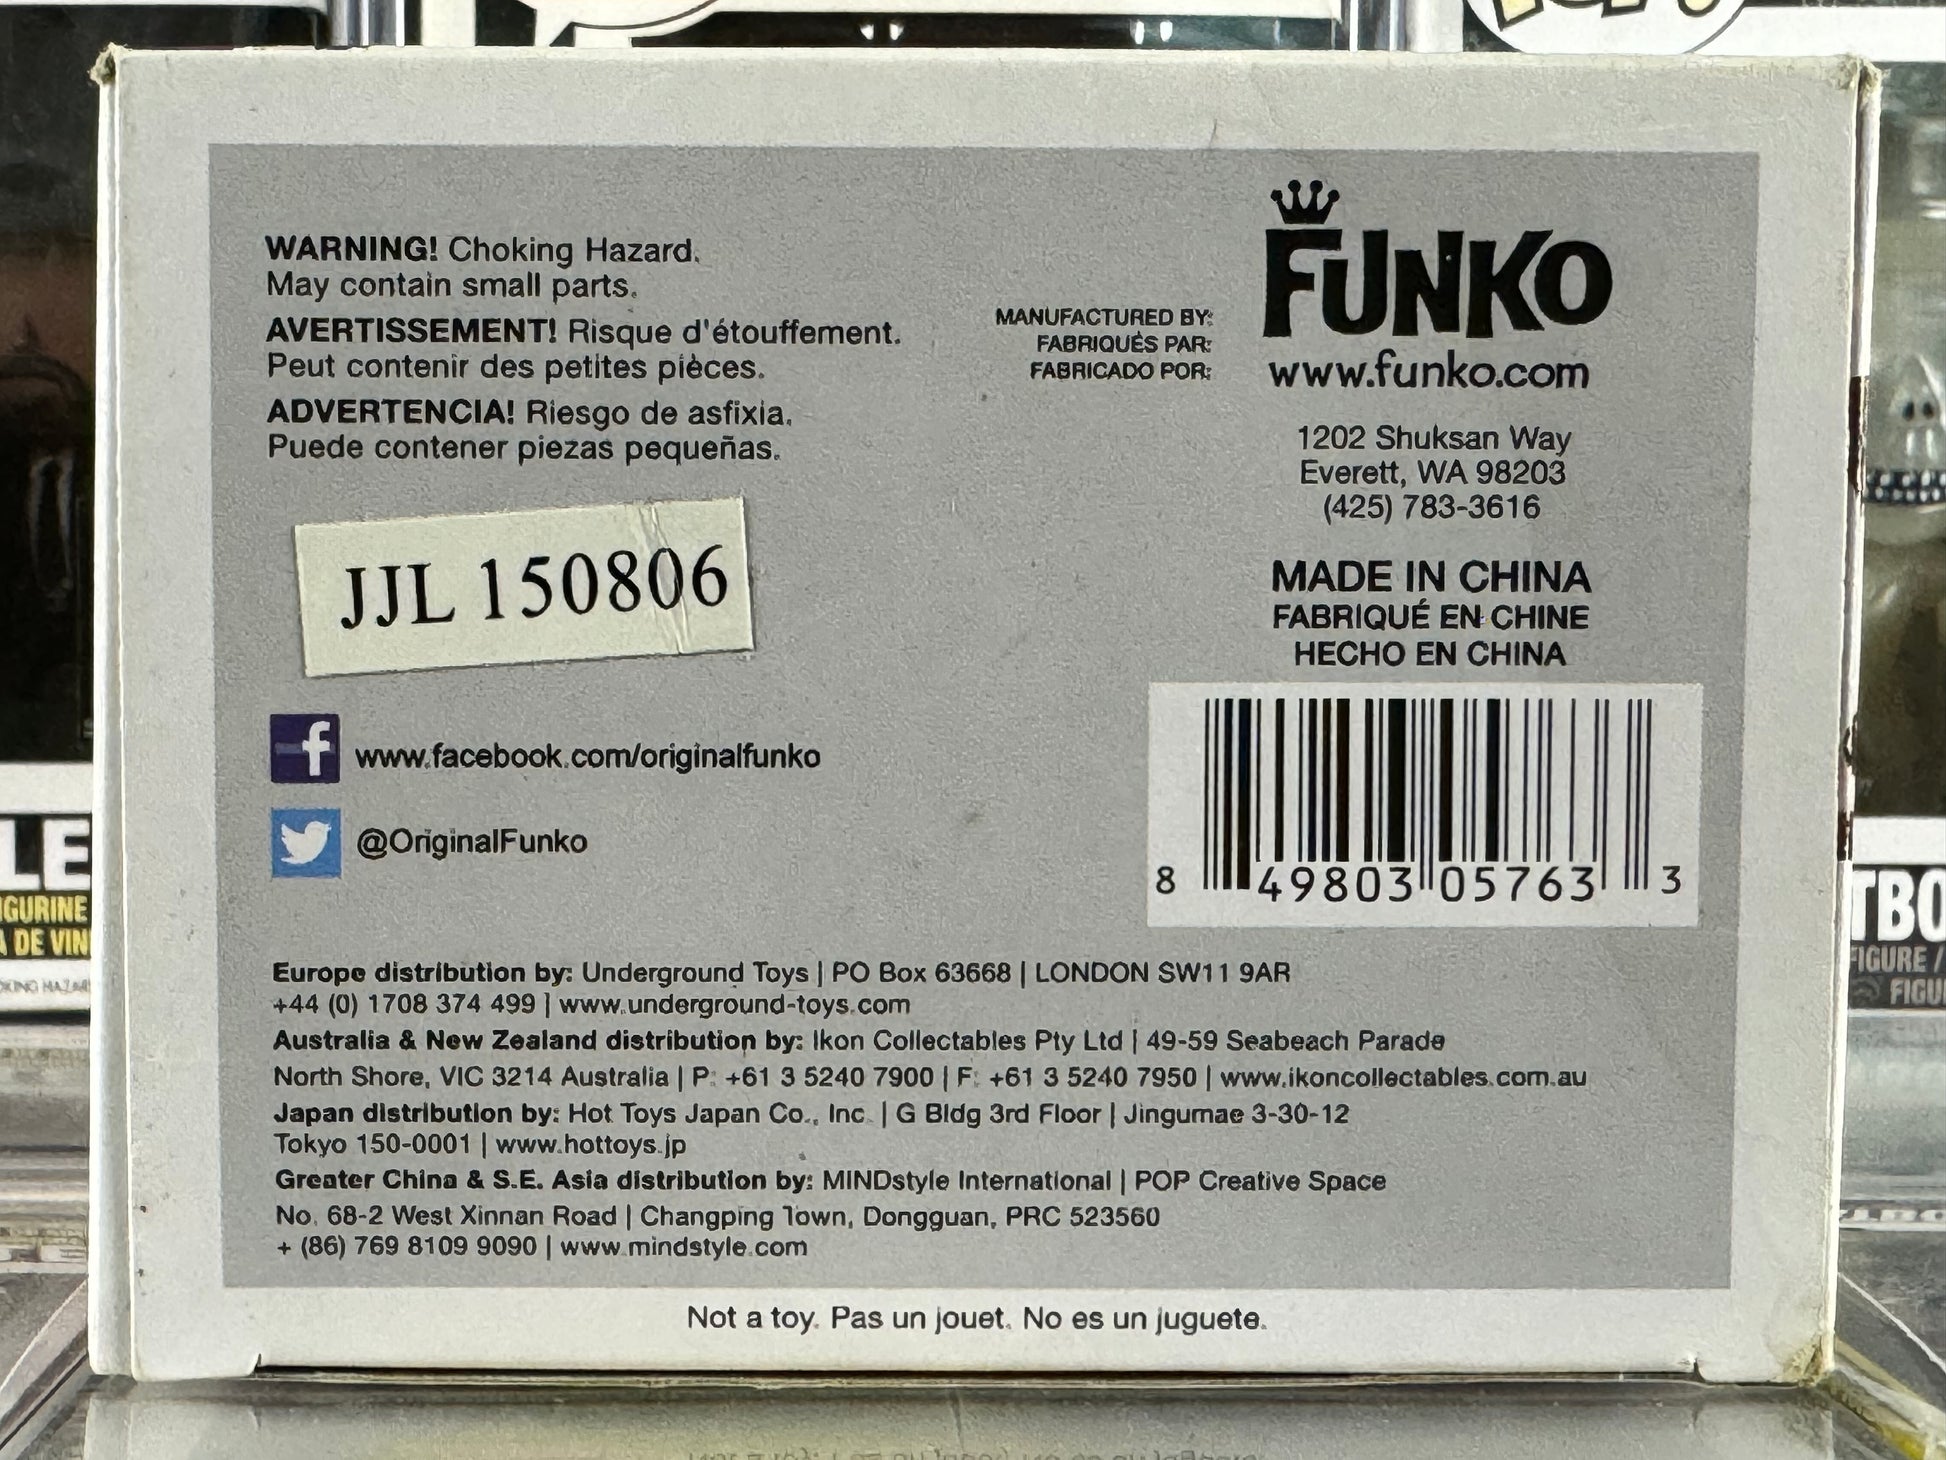 WARNING! Choking Hazard.
May contain small parts.
AVERTISSEMENT! Risque d'étouffement.
Peut contenir des petites pièces.
ADVERTENCIA! Riesgo de asfixia.
Puede contener piezas pequeñas.
JJL 150806
www.facebook.com/originalfunko
@OriginalFunko
MANUFACTURED BY:
FABRIQUÉS PAR:
FABRICADO POR:
FUNKO
www.funko.com
1202 Shuksan Way
Everett, WA 98203
(425) 783-3616
MADE IN CHINA
FABRIQUÉ EN CHINE
HECHO EN CHINA
8 49803 05763 3
Europe distribution by: Underground Toys | PO Box 63668 | LONDON SW11 9AR
+44 (0) 1708 374 499 | www.underground-toys.com
Australia & New Zealand distribution by: Ikon Collectables Pty Ltd | 49-59 Seabeach Parade
North Shore, VIC 3214 Australia | P: +61 3 5240 7900 | F: +61 3 5240 7950 | www.ikoncollectables.com.au
Japan distribution by: Hot Toys Japan Co., Inc. | G Bldg 3rd Floor | Jingumae 3-30-12
Tokyo 150-0001 | www.hottoys.jp
Greater China & S.E. Asia distribution by: MINDstyle International | POP Creative Space
No. 68-2 West Xinnan Road | Changping Town, Dongguan, PRC 523560
+ (86) 769 8109 9090 | www.mindstyle.com
Not a toy. Pas un jouet. No es un juguete.
LE
IGURINE
A DE VIN
TBO
FIGURE /
FIGU